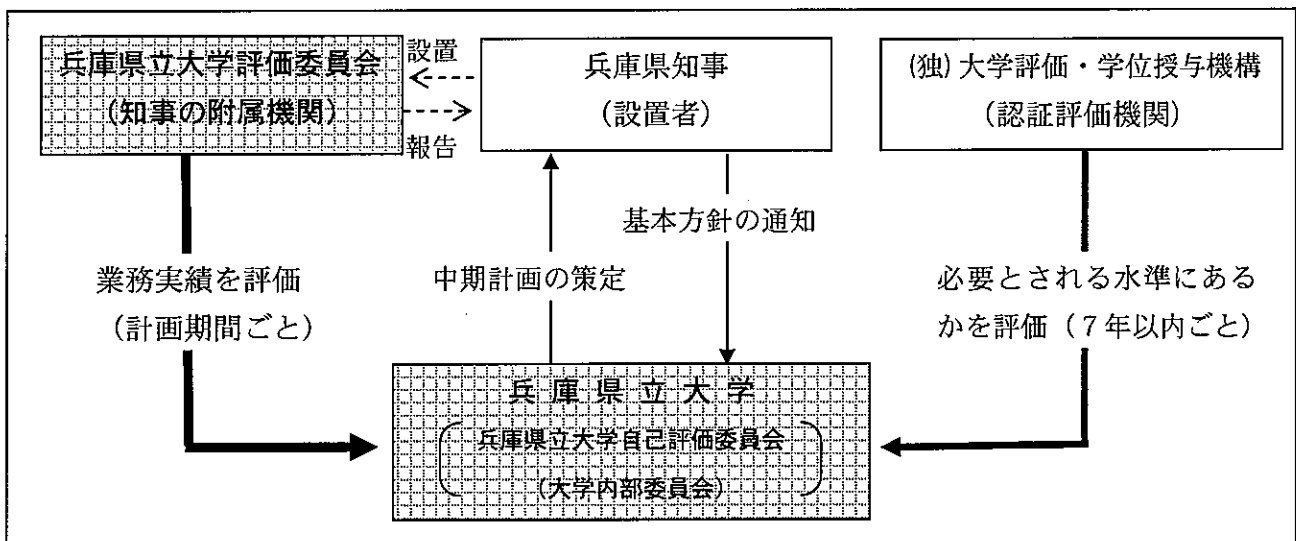 兵庫県立大学評価委員会
(知事の附属機関)
設置
報告
兵庫県知事
(設置者)
(独)大学評価・学位授与機構
(認証評価機関)
業務実績を評価
(計画期間ごと)
中期計画の策定
基本方針の通知
必要とされる水準にある
かを評価(7年以内ごと)
兵庫県立大学
兵庫県立大学自己評価委員会
(大学内部委員会)